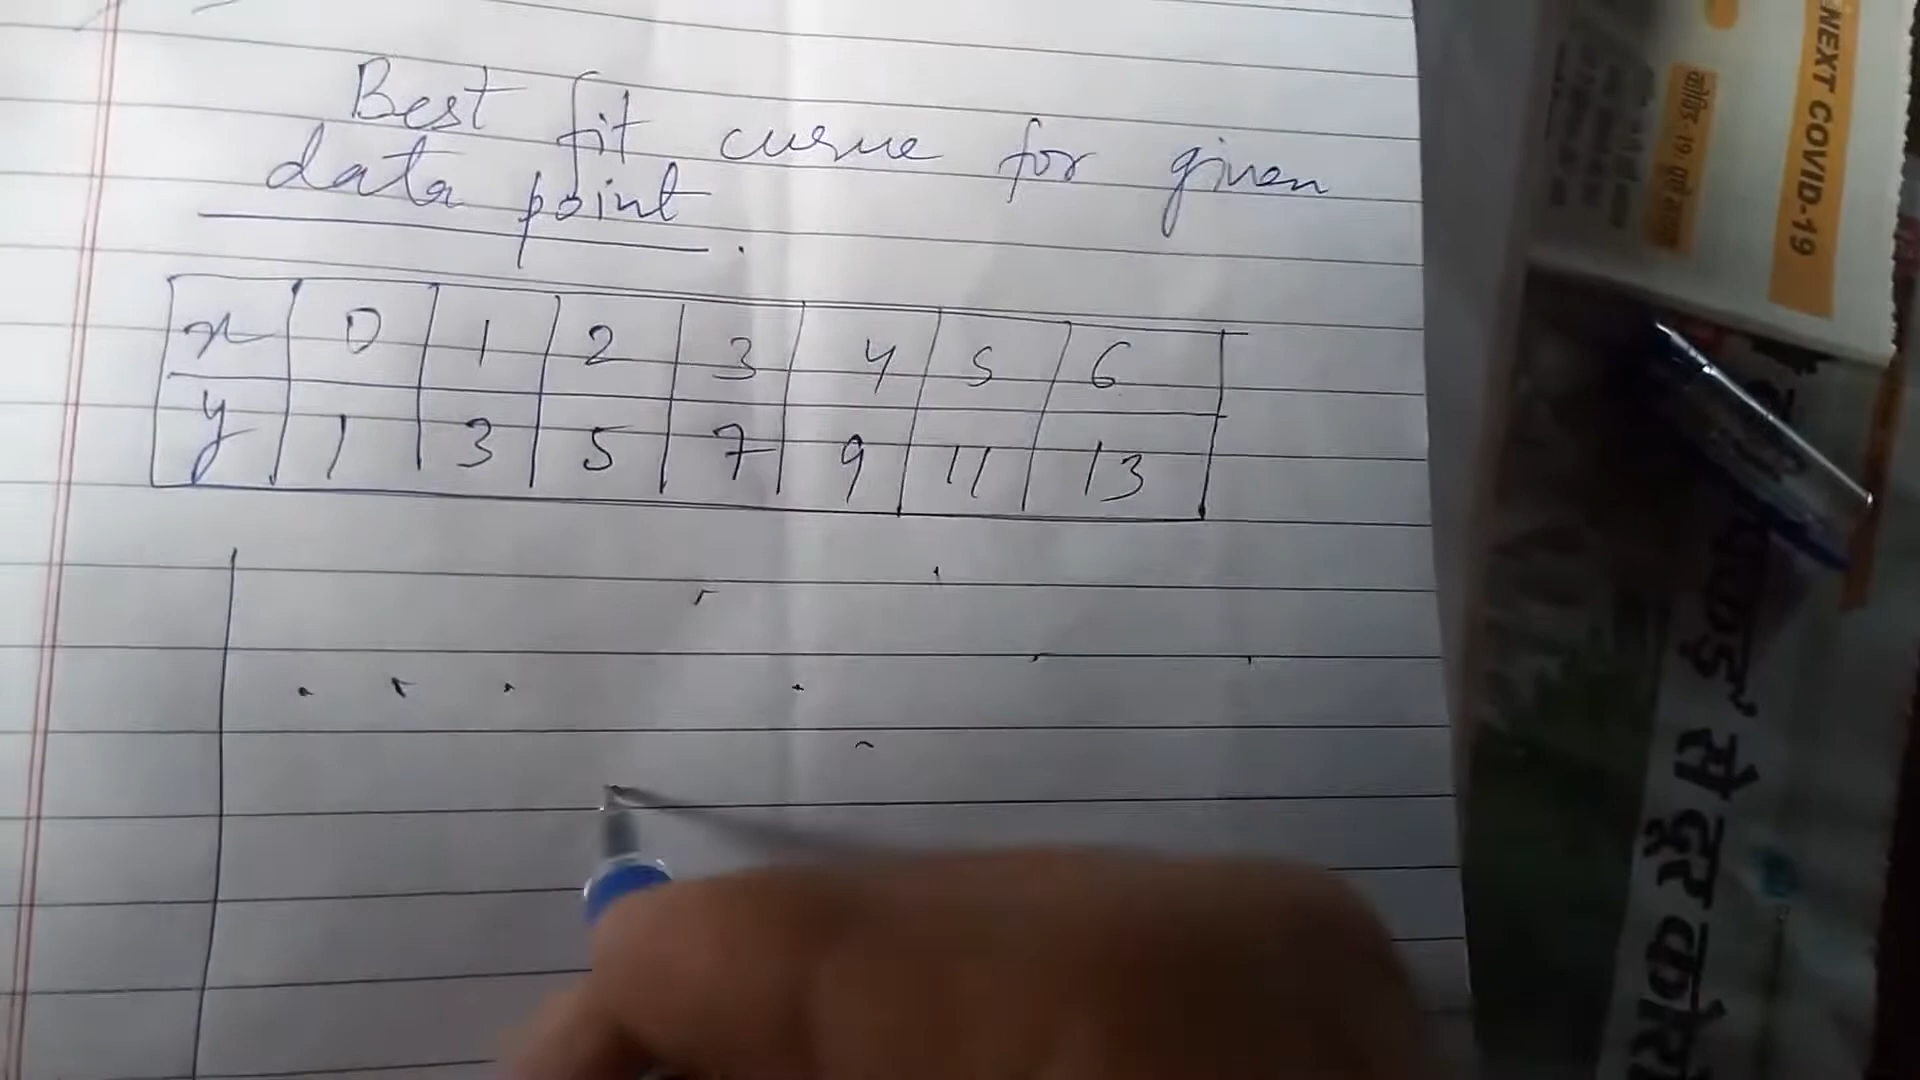 Best fit curve for given
data point.
x 0 1 2 3 4 5 6
y 1 3 5 7 9 11 13
NEXT COVID-19
से दूर करे